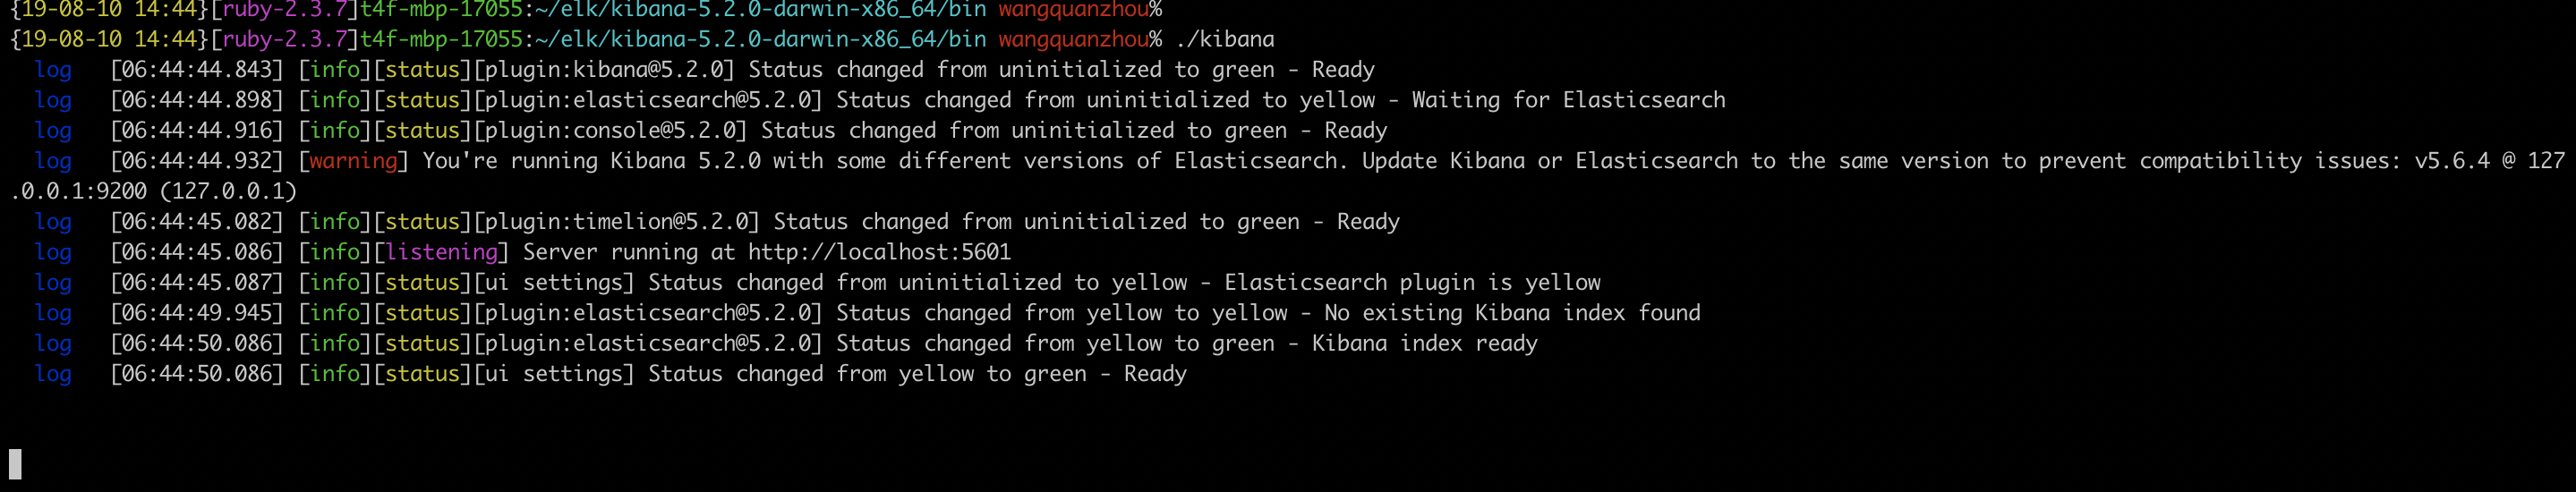 {19-08-10 14:44}[ruby-2.3.7]t4f-mbp-17055:~/elk/kibana-5.2.0-darwin-x86_64/bin wangquanzhou%
{19-08-10 14:44}[ruby-2.3.7]t4f-mbp-17055:~/elk/kibana-5.2.0-darwin-x86_64/bin wangquanzhou% ./kibana
log [06:44:44.843] [info][status][plugin:kibana@5.2.0] Status changed from uninitialized to green - Ready
log [06:44:44.898] [info][status][plugin:elasticsearch@5.2.0] Status changed from uninitialized to yellow - Waiting for Elasticsearch
log [06:44:44.916] [info][status][plugin:console@5.2.0] Status changed from uninitialized to green - Ready
log [06:44:44.932] [warning] You're running Kibana 5.2.0 with some different versions of Elasticsearch. Update Kibana or Elasticsearch to the same version to prevent compatibility issues: v5.6.4 @ 127
.0.0.1:9200 (127.0.0.1)
log [06:44:45.082] [info][status][plugin:timelion@5.2.0] Status changed from uninitialized to green - Ready
log [06:44:45.086] [info][listening] Server running at http://localhost:5601
log [06:44:45.087] [info][status][ui settings] Status changed from uninitialized to yellow - Elasticsearch plugin is yellow
log [06:44:49.945] [info][status][plugin:elasticsearch@5.2.0] Status changed from yellow to yellow - No existing Kibana index found
log [06:44:50.086] [info][status][plugin:elasticsearch@5.2.0] Status changed from yellow to green - Kibana index ready
log [06:44:50.086] [info][status][ui settings] Status changed from yellow to green - Ready